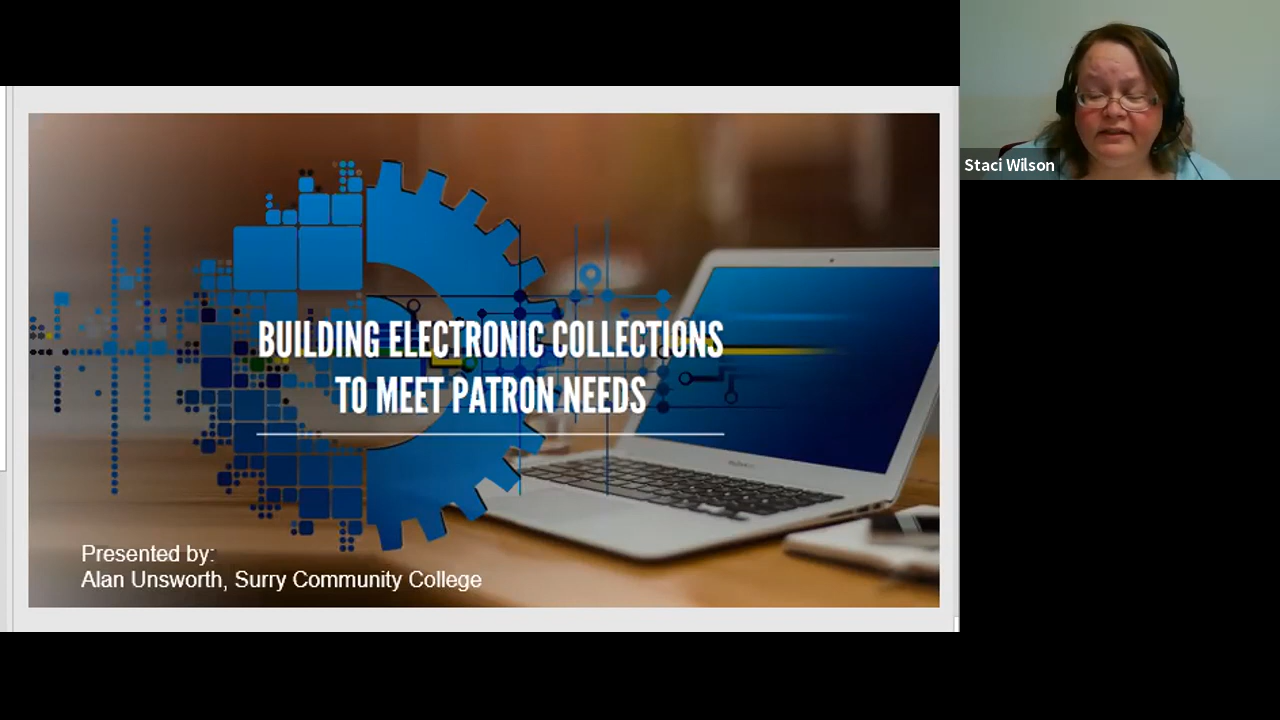 BUILDING ELECTRONIC COLLECTIONS
TO MEET PATRON NEEDS
Presented by:
Alan Unsworth, Surry Community College
Staci Wilson